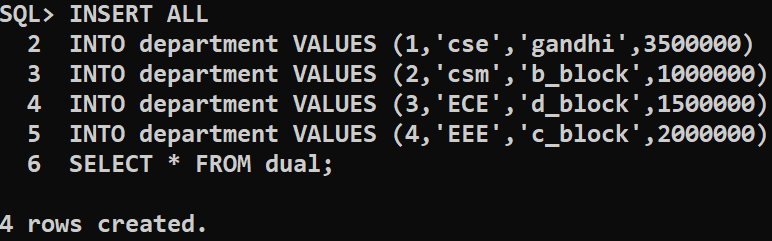 SQL> INSERT ALL
  2  INTO department VALUES (1,'cse','gandhi',3500000)
  3  INTO department VALUES (2,'csm','b_block',1000000)
  4  INTO department VALUES (3,'ECE','d_block',1500000)
  5  INTO department VALUES (4,'EEE','c_block',2000000)
  6  SELECT * FROM dual;
4 rows created.